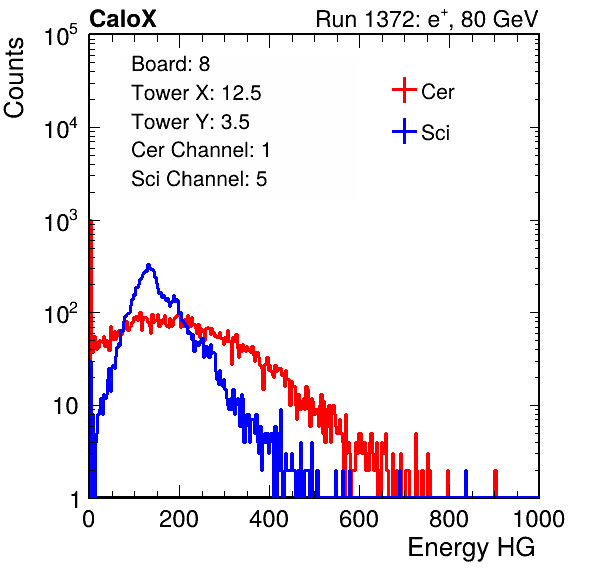 CaloX Run 1372: e⁺, 80 GeV
Counts
Board: 8
Tower X: 12.5
Tower Y: 3.5
Cer Channel: 1
Sci Channel: 5
Cer
Sci
10⁵
10⁴
10³
10²
10
1
0 200 400 600 800 1000
Energy HG